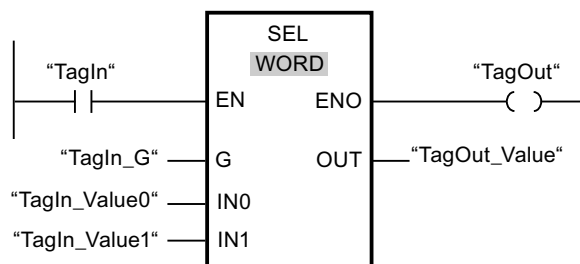 SEL
WORD
“TagIn“ “TagOut“
EN ENO
“TagIn_G“ G OUT “TagOut_Value“
“TagIn_Value0“ IN0
“TagIn_Value1“ IN1